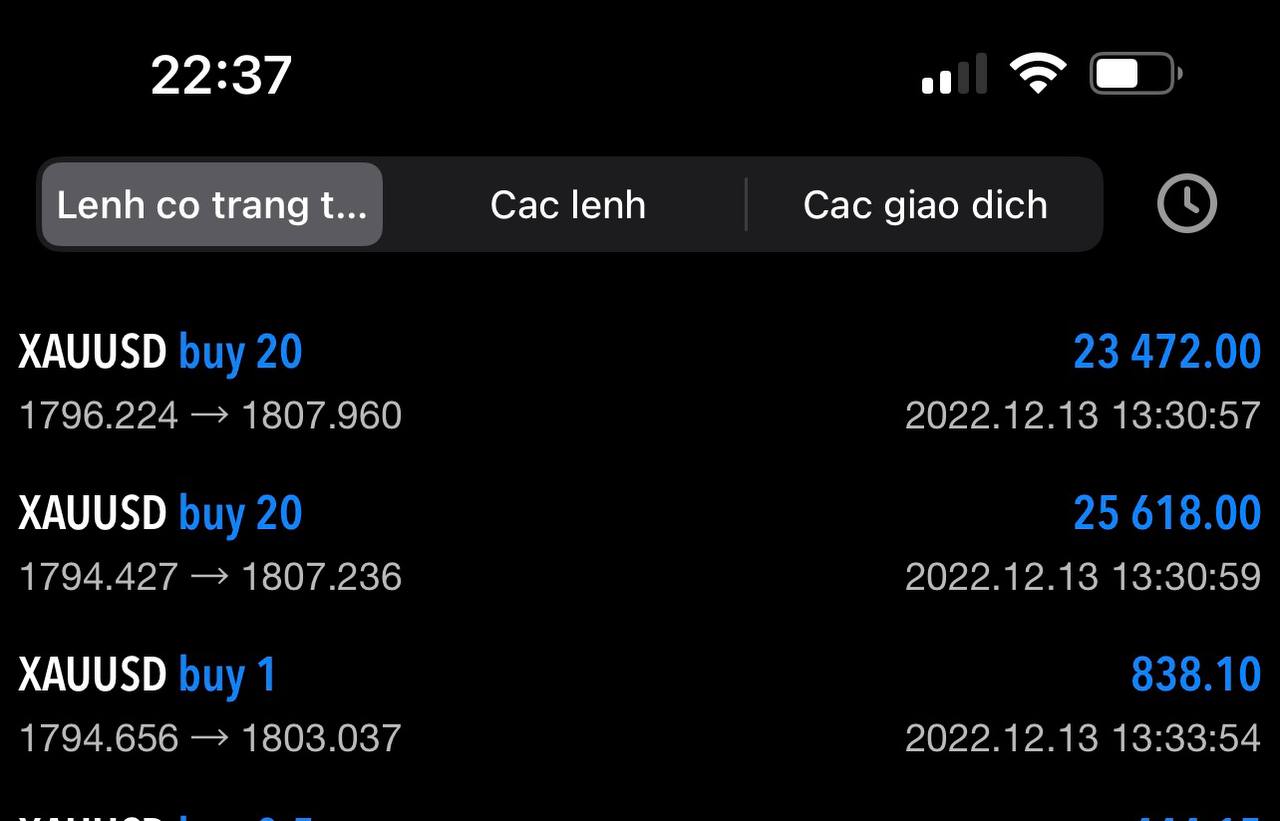 22:37
Lenh co trang t... Cac lenh Cac giao dich
XAUUSD buy 20 23 472.00
1796.224 → 1807.960 2022.12.13 13:30:57
XAUUSD buy 20 25 618.00
1794.427 → 1807.236 2022.12.13 13:30:59
XAUUSD buy 1 838.10
1794.656 → 1803.037 2022.12.13 13:33:54